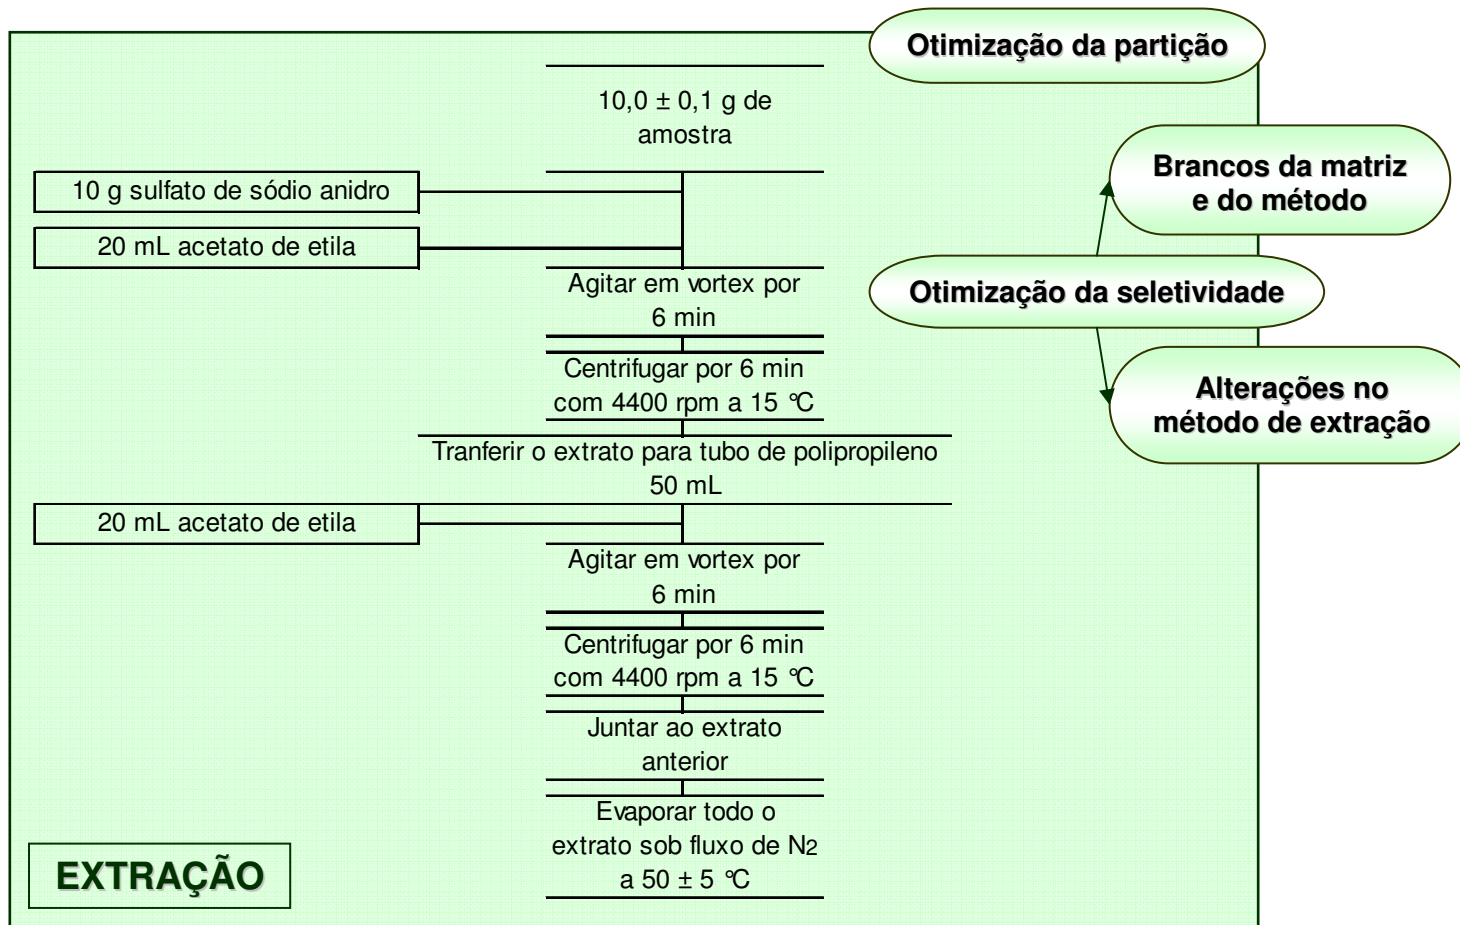 Otimização da partição
10,0 ± 0,1 g de
amostra
Brancos da matriz
e do método
10 g sulfato de sódio anidro
20 mL acetato de etila
Agitar em vortex por
6 min
Otimização da seletividade
Centrifugar por 6 min
com 4400 rpm a 15 °C
Alterações no
método de extração
Tranferir o extrato para tubo de polipropileno
50 mL
20 mL acetato de etila
Agitar em vortex por
6 min
Centrifugar por 6 min
com 4400 rpm a 15 °C
Juntar ao extrato
anterior
Evaporar todo o
extrato sob fluxo de N2
a 50 ± 5 °C
EXTRAÇÃO